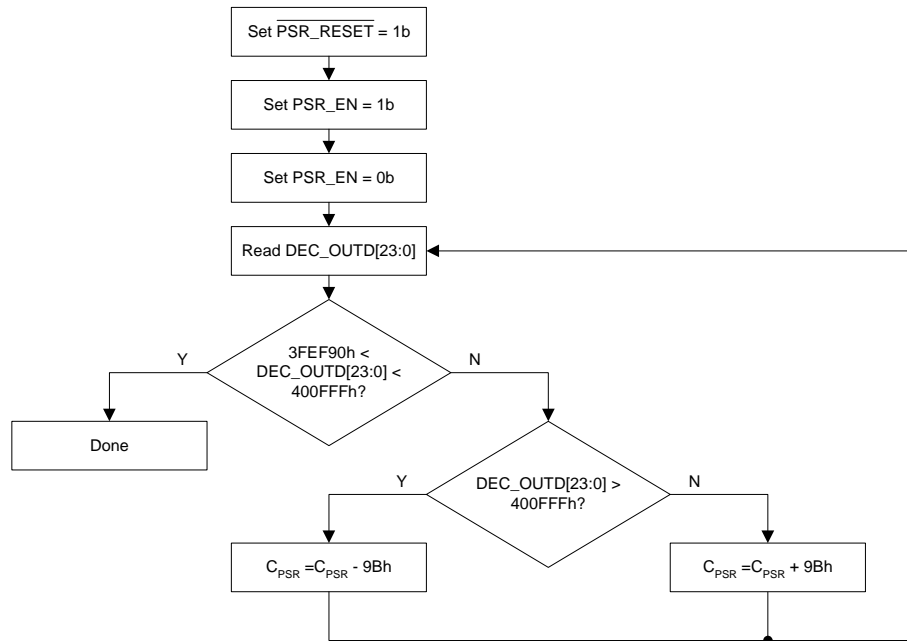 Set PSR_RESET = 1b
Set PSR_EN = 1b
Set PSR_EN = 0b
Read DEC_OUTD[23:0]
3FEF90h <
DEC_OUTD[23:0] <
400FFFh?
Y
N
Done
DEC_OUTD[23:0] >
400FFFh?
Y
N
CPSR =CPSR - 9Bh
CPSR =CPSR + 9Bh